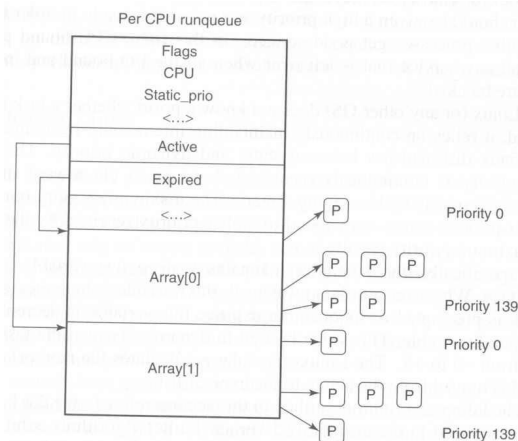 Per CPU runqueue
Flags
CPU
Static_prio
<...>
Active
Expired
<...>
P
Priority 0
Array[0]
P P P
P P
Priority 139
P
Priority 0
Array[1]
P P P
P
Priority 139